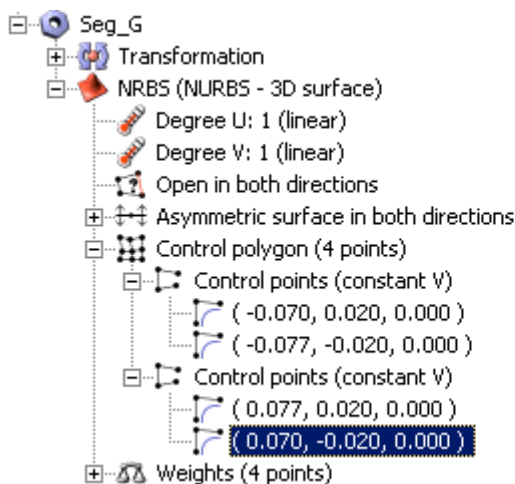 Seg_G
Transformation
NRBS (NURBS - 3D surface)
Degree U: 1 (linear)
Degree V: 1 (linear)
Open in both directions
Asymmetric surface in both directions
Control polygon (4 points)
Control points (constant V)
( -0.070, 0.020, 0.000 )
( -0.077, -0.020, 0.000 )
Control points (constant V)
( 0.077, 0.020, 0.000 )
( 0.070, -0.020, 0.000 )
Weights (4 points)